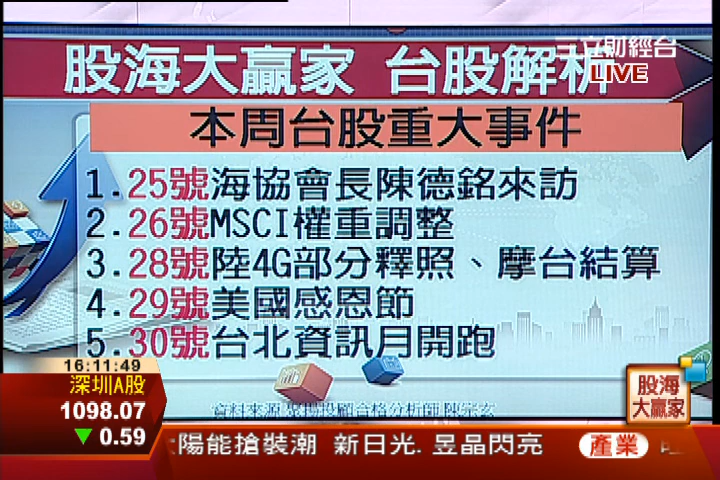 股海大贏家 台股解析
三立財經台
LIVE
本周台股重大事件
1.25號海協會長陳德銘來訪
2.26號MSCI權重調整
3.28號陸4G部分釋照、摩台結算
4.29號美國感恩節
5.30號台北資訊月開跑
16:11:49
深圳A股
1098.07
▼0.59
股海
大贏家
陽能搶裝潮 新日光.昱晶閃亮
產業